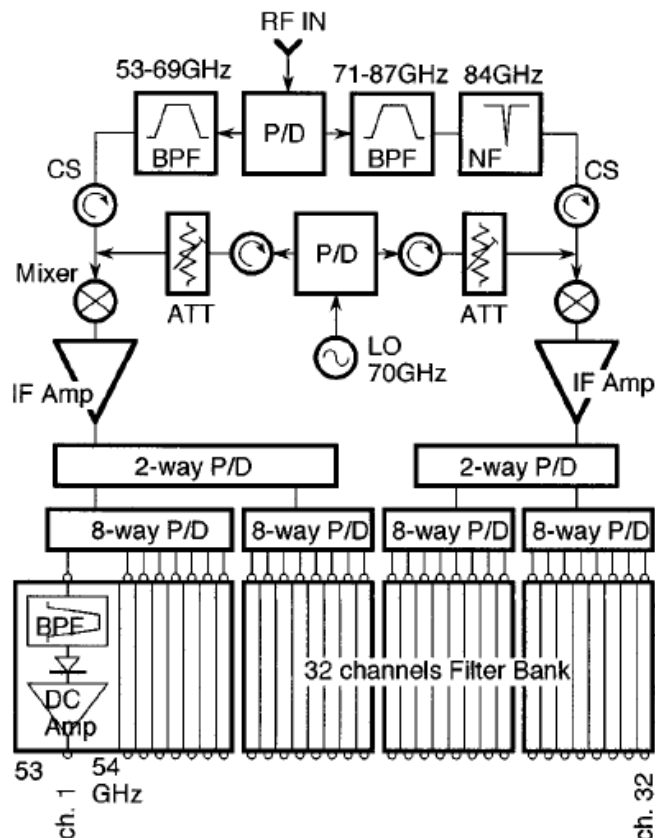 RF IN
53-69GHz
71-87GHz
84GHz
BPF
P/D
BPF
NF
CS
CS
Mixer
ATT
P/D
ATT
LO
70GHz
IF Amp
IF Amp
2-way P/D
2-way P/D
8-way P/D
8-way P/D
8-way P/D
8-way P/D
BPF
DC
Amp
32 channels Filter Bank
53
54
GHz
ch. 1
ch. 32